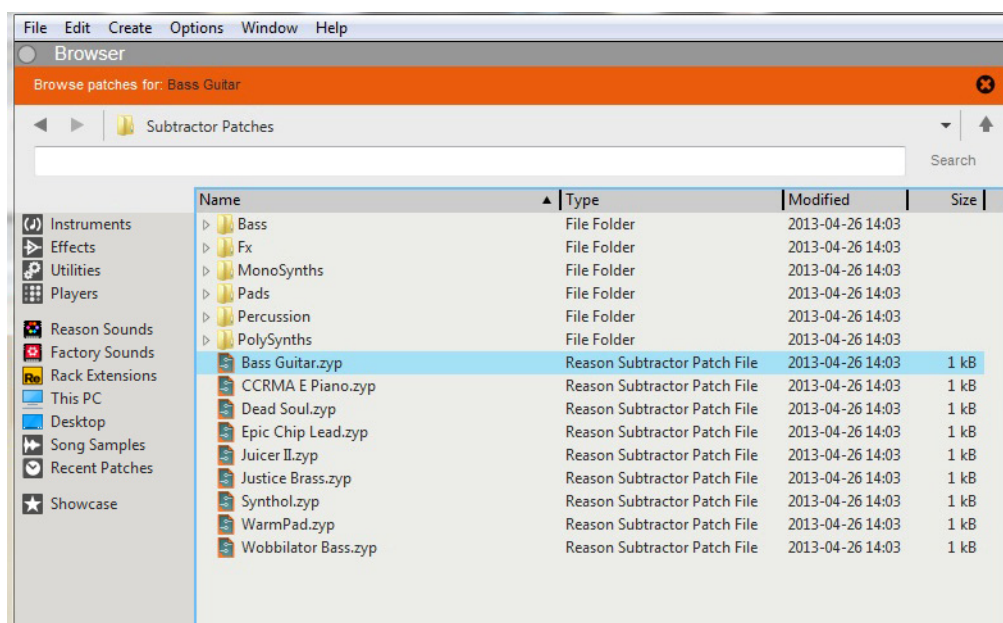 File Edit Create Options Window Help
Browser
Browse patches for: Bass Guitar
Subtractor Patches
Search
Name Type Modified Size
Instruments
Effects
Utilities
Players
Reason Sounds
Factory Sounds
Re Rack Extensions
This PC
Desktop
Song Samples
Recent Patches
Showcase
Bass File Folder 2013-04-26 14:03
Fx File Folder 2013-04-26 14:03
MonoSynths File Folder 2013-04-26 14:03
Pads File Folder 2013-04-26 14:03
Percussion File Folder 2013-04-26 14:03
PolySynths File Folder 2013-04-26 14:03
Bass Guitar.zyp Reason Subtractor Patch File 2013-04-26 14:03 1 kB
CCRMA E Piano.zyp Reason Subtractor Patch File 2013-04-26 14:03 1 kB
Dead Soul.zyp Reason Subtractor Patch File 2013-04-26 14:03 1 kB
Epic Chip Lead.zyp Reason Subtractor Patch File 2013-04-26 14:03 1 kB
Juicer II.zyp Reason Subtractor Patch File 2013-04-26 14:03 1 kB
Justice Brass.zyp Reason Subtractor Patch File 2013-04-26 14:03 1 kB
Synthol.zyp Reason Subtractor Patch File 2013-04-26 14:03 1 kB
WarmPad.zyp Reason Subtractor Patch File 2013-04-26 14:03 1 kB
Wobbilator Bass.zyp Reason Subtractor Patch File 2013-04-26 14:03 1 kB